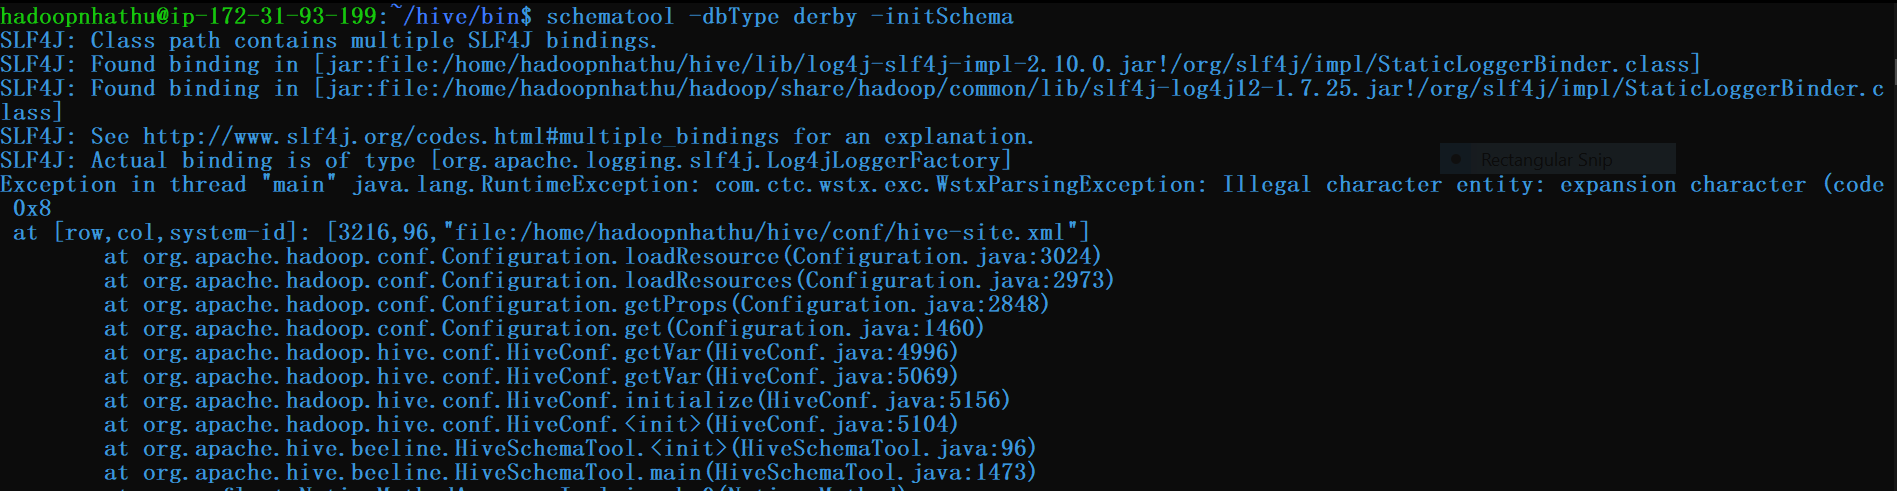 hadoopnhathu@ip-172-31-93-199:~/hive/bin$ schematool -dbType derby -initSchema
SLF4J: Class path contains multiple SLF4J bindings.
SLF4J: Found binding in [jar:file:/home/hadoopnhathu/hive/lib/log4j-slf4j-impl-2.10.0.jar!/org/slf4j/impl/StaticLoggerBinder.class]
SLF4J: Found binding in [jar:file:/home/hadoopnhathu/hadoop/share/hadoop/common/lib/slf4j-log4j12-1.7.25.jar!/org/slf4j/impl/StaticLoggerBinder.c
lass]
SLF4J: See http://www.slf4j.org/codes.html#multiple_bindings for an explanation.
SLF4J: Actual binding is of type [org.apache.logging.slf4j.Log4jLoggerFactory]
Rectangular Snip
Exception in thread "main" java.lang.RuntimeException: com.ctc.wstx.exc.WstxParsingException: Illegal character entity: expansion character (code
 0x8
 at [row,col,system-id]: [3216,96,"file:/home/hadoopnhathu/hive/conf/hive-site.xml"]
        at org.apache.hadoop.conf.Configuration.loadResource(Configuration.java:3024)
        at org.apache.hadoop.conf.Configuration.loadResources(Configuration.java:2973)
        at org.apache.hadoop.conf.Configuration.getProps(Configuration.java:2848)
        at org.apache.hadoop.conf.Configuration.get(Configuration.java:1460)
        at org.apache.hadoop.hive.conf.HiveConf.getVar(HiveConf.java:4996)
        at org.apache.hadoop.hive.conf.HiveConf.getVar(HiveConf.java:5069)
        at org.apache.hadoop.hive.conf.HiveConf.initialize(HiveConf.java:5156)
        at org.apache.hadoop.hive.conf.HiveConf.<init>(HiveConf.java:5104)
        at org.apache.hive.beeline.HiveSchemaTool.<init>(HiveSchemaTool.java:96)
        at org.apache.hive.beeline.HiveSchemaTool.main(HiveSchemaTool.java:1473)